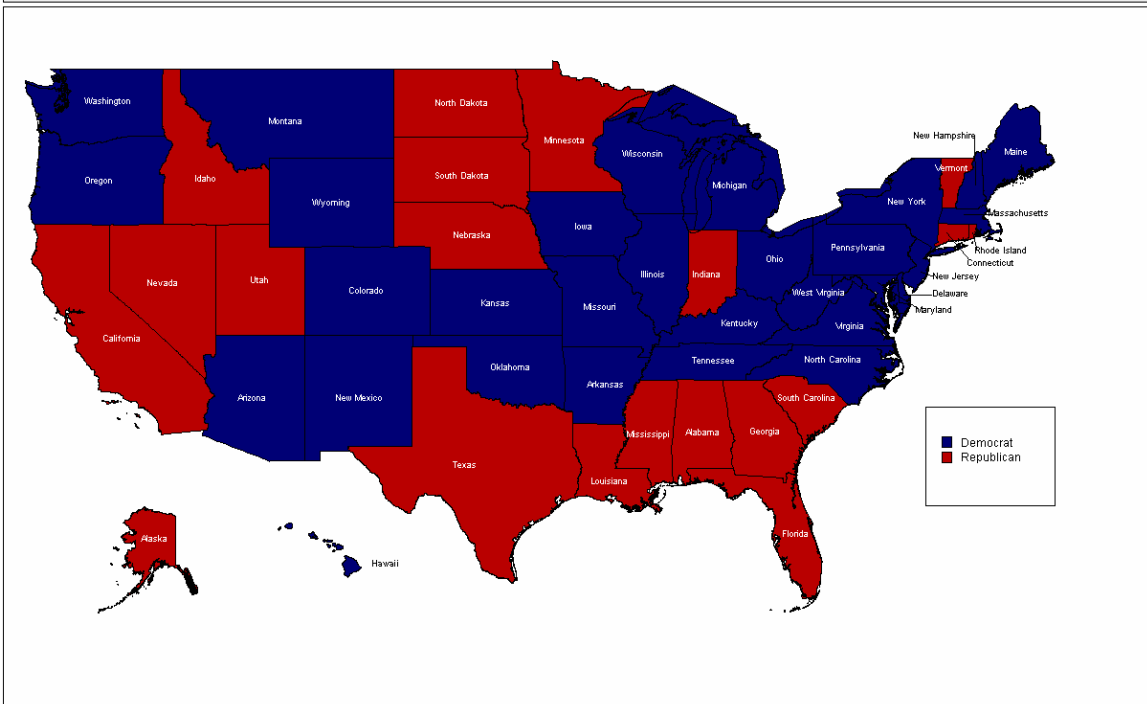 New Hampshire
Washington
North Dakota
Montana
Minnesota
Maine
Wisconsin
Vermont
Oregon
Idaho
South Dakota
Michigan
Wyoming
New York
Massachusetts
Iowa
Nebraska
Pennsylvania
Rhode Island
Ohio
Connecticut
Illinois
Indiana
Nevada
Utah
New Jersey
Colorado
West Virginia
Delaware
Kansas
Missouri
Maryland
Kentucky
Virginia
California
Oklahoma
Tennessee
North Carolina
Arkansas
Arizona
New Mexico
South Carolina
Mississippi
Alabama
Georgia
Democrat
Republican
Texas
Louisiana
Florida
Alaska
Hawaii